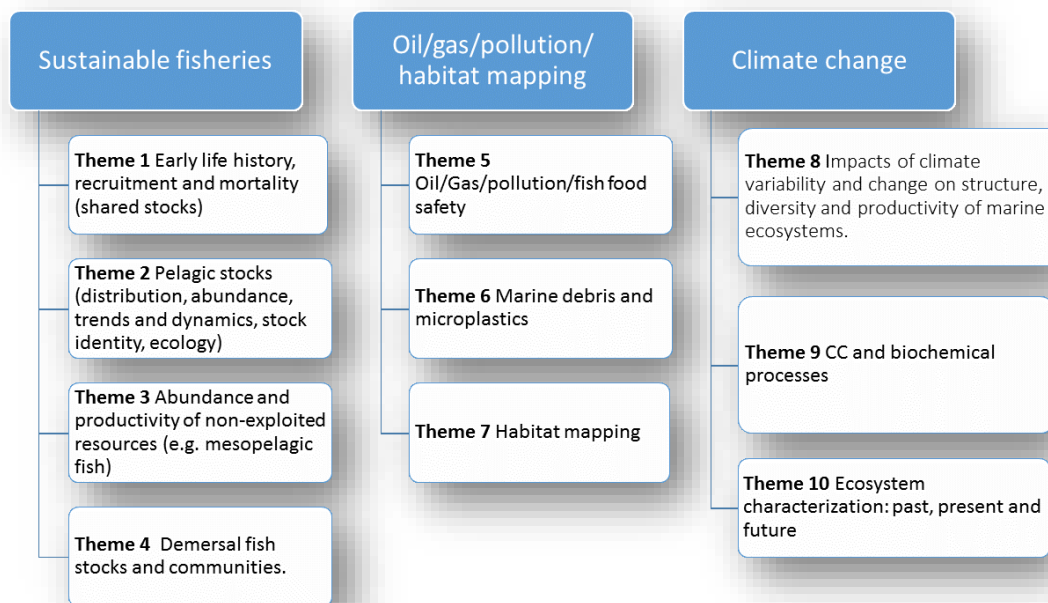 Sustainable fisheries
Theme 1 Early life history,
recruitment and mortality
(shared stocks)
Theme 2 Pelagic stocks
(distribution, abundance,
trends and dynamics, stock
identity, ecology)
Theme 3 Abundance and
productivity of non-exploited
resources (e.g. mesopelagic
fish)
Theme 4 Demersal fish
stocks and communities.
Oil/gas/pollution/
habitat mapping
Theme 5
Oil/Gas/pollution/fish food
safety
Theme 6 Marine debris and
microplastics
Theme 7 Habitat mapping
Climate change
Theme 8 Impacts of climate
variability and change on structure,
diversity and productivity of marine
ecosystems.
Theme 9 CC and biochemical
processes
Theme 10 Ecosystem
characterization: past, present and
future